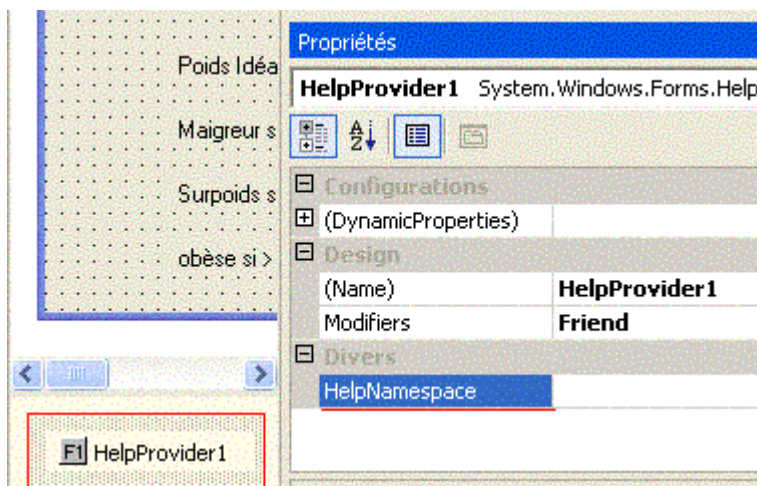 Poids Idéa
Maigreur s
Surpoids s
obèse si >
F1 HelpProvider1
Propriétés
HelpProvider1 System.Windows.Forms.Help
A
Z
Configurations
(DynamicProperties)
Design
(Name) HelpProvider1
Modifiers Friend
Divers
HelpNamespace